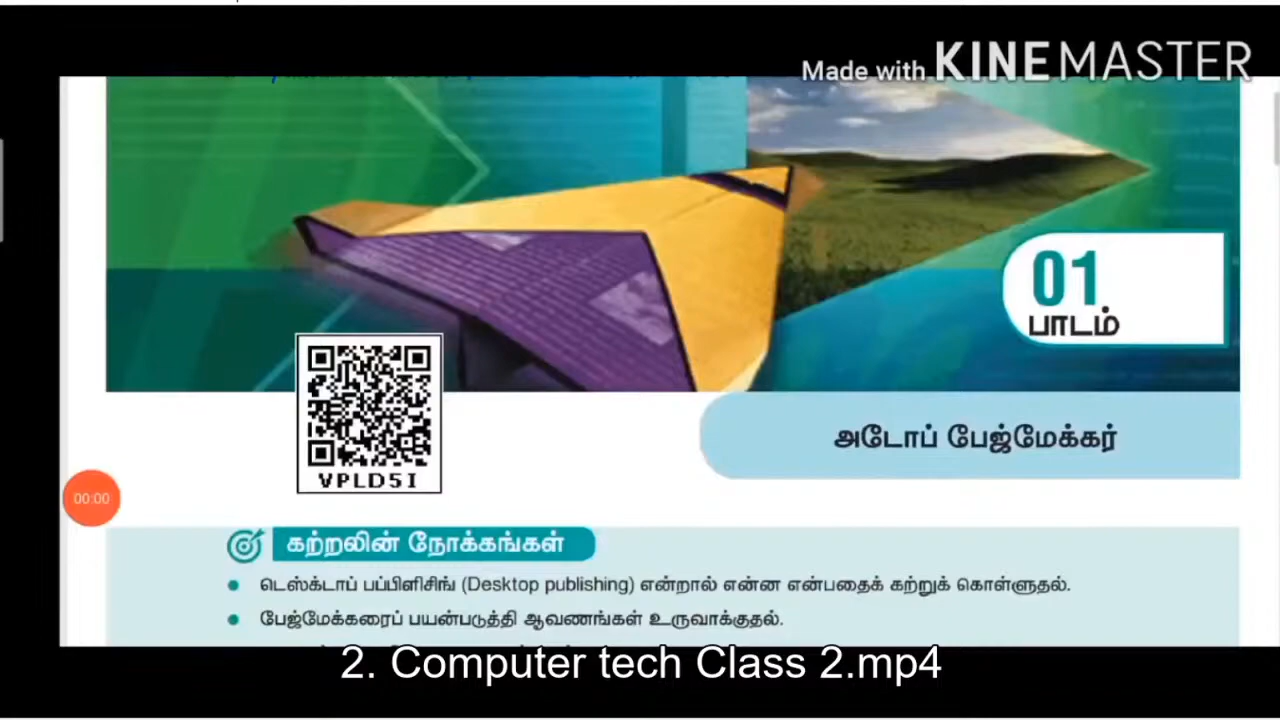 Made with KINEMASTER
01
பாடம்
VPLD5I
அடோப் பேஜ்மேக்கர்
00:00
கற்றலின் நோக்கங்கள்
டெஸ்க்டாப் பப்பிளிசிங் (Desktop publishing) என்றால் என்ன என்பதைக் கற்றுக் கொள்ளுதல்.
பேஜ்மேக்கரைப் பயன்படுத்தி ஆவணங்கள் உருவாக்குதல்.
2. Computer tech Class 2.mp4